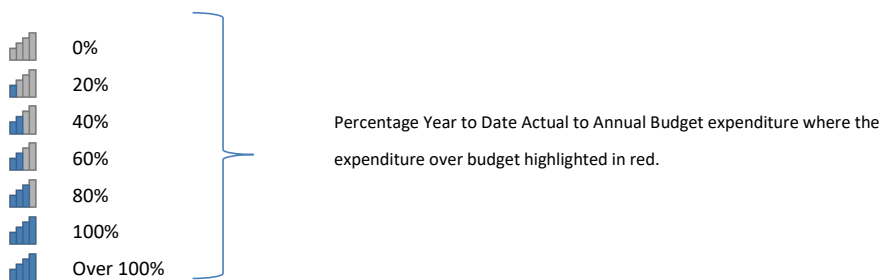 0%
20%
40%
60%
80%
100%
Over 100%
Percentage Year to Date Actual to Annual Budget expenditure where the
expenditure over budget highlighted in red.